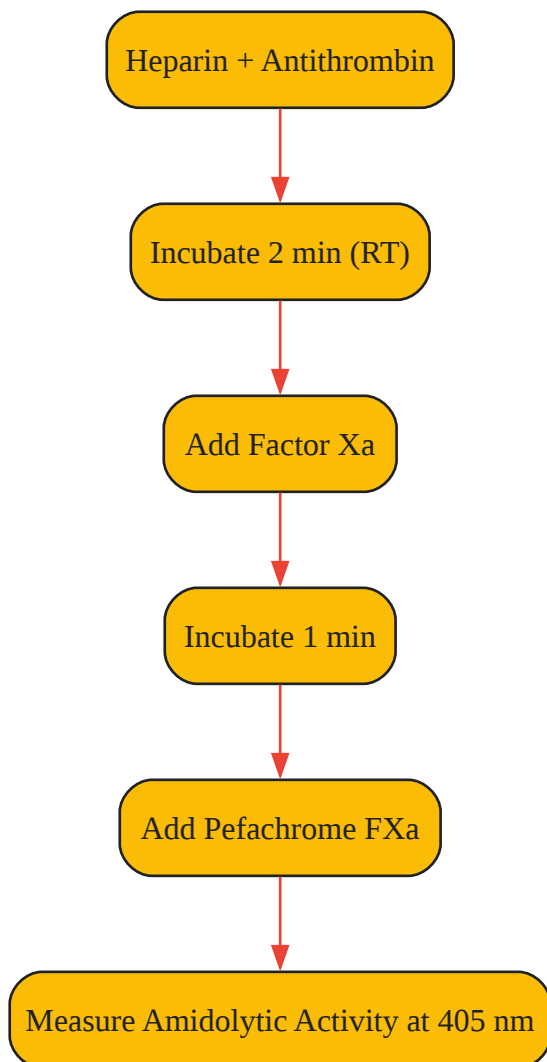 Heparin + Antithrombin
Incubate 2 min (RT)
Add Factor Xa
Incubate 1 min
Add Pefachrome FXa
Measure Amidolytic Activity at 405 nm